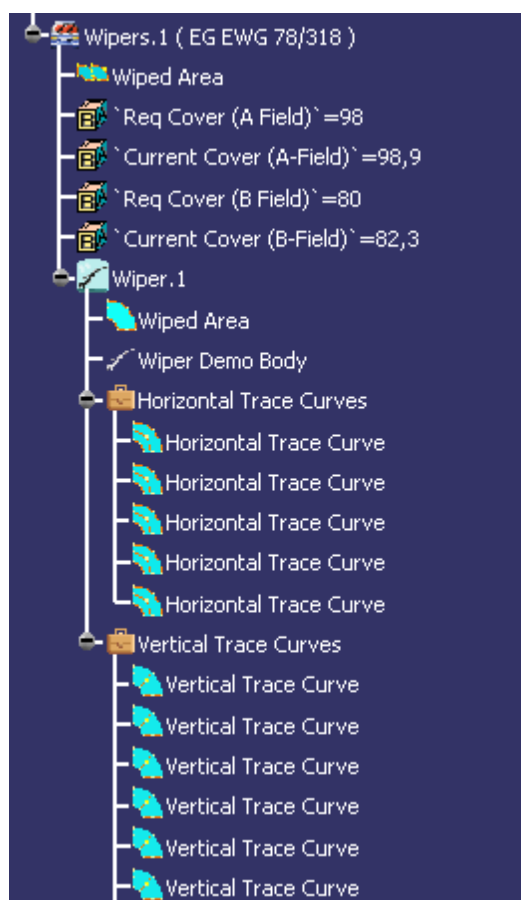 Wipers.1 ( EG EWG 78/318 )
Wiped Area
`Req Cover (A Field)`=98
`Current Cover (A-Field)`=98,9
`Req Cover (B Field)`=80
`Current Cover (B-Field)`=82,3
Wiper.1
Wiped Area
Wiper Demo Body
Horizontal Trace Curves
Horizontal Trace Curve
Horizontal Trace Curve
Horizontal Trace Curve
Horizontal Trace Curve
Horizontal Trace Curve
Vertical Trace Curves
Vertical Trace Curve
Vertical Trace Curve
Vertical Trace Curve
Vertical Trace Curve
Vertical Trace Curve
Vertical Trace Curve